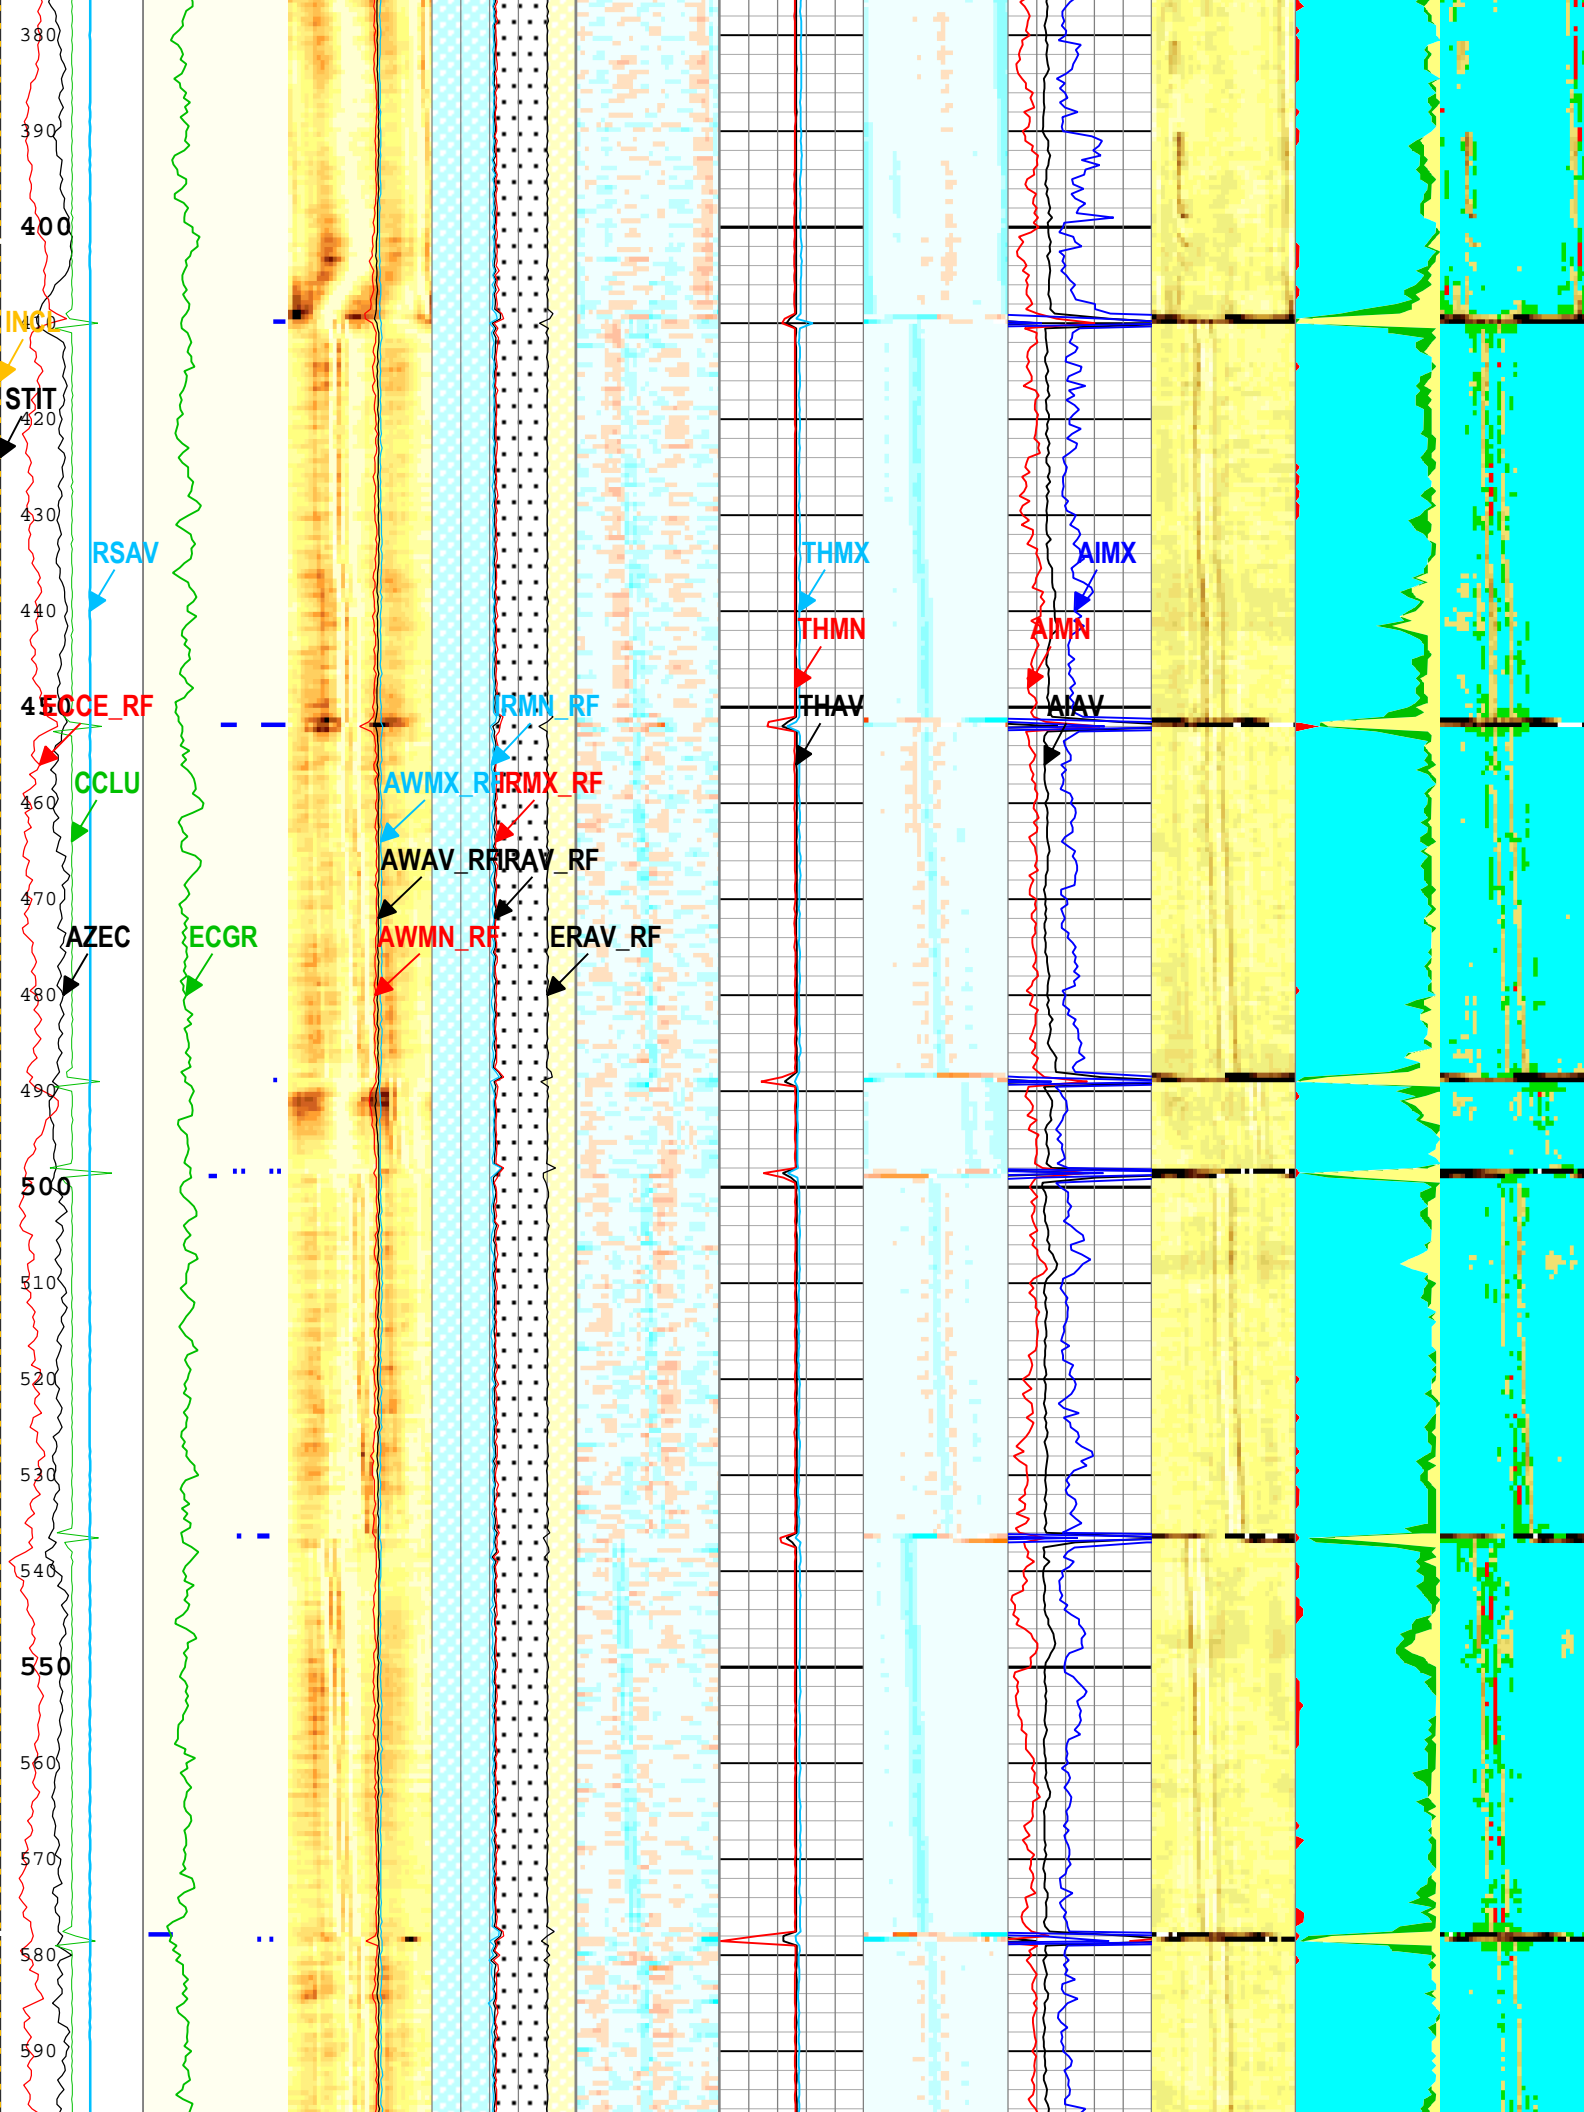 380
390
400
INCL
410
STIT
420
430
RSAV THMX AIMX
440
THMN AIMN
450 ECCE_RF IRMN_RF THAV AIAV
CCLU AWMX_RF IRMX_RF
460
AWAV_RF IRAV_RF
470
AZEC ECGR AWMN_RF ERAV_RF
480
490
500
510
520
530
540
550
560
570
580
590